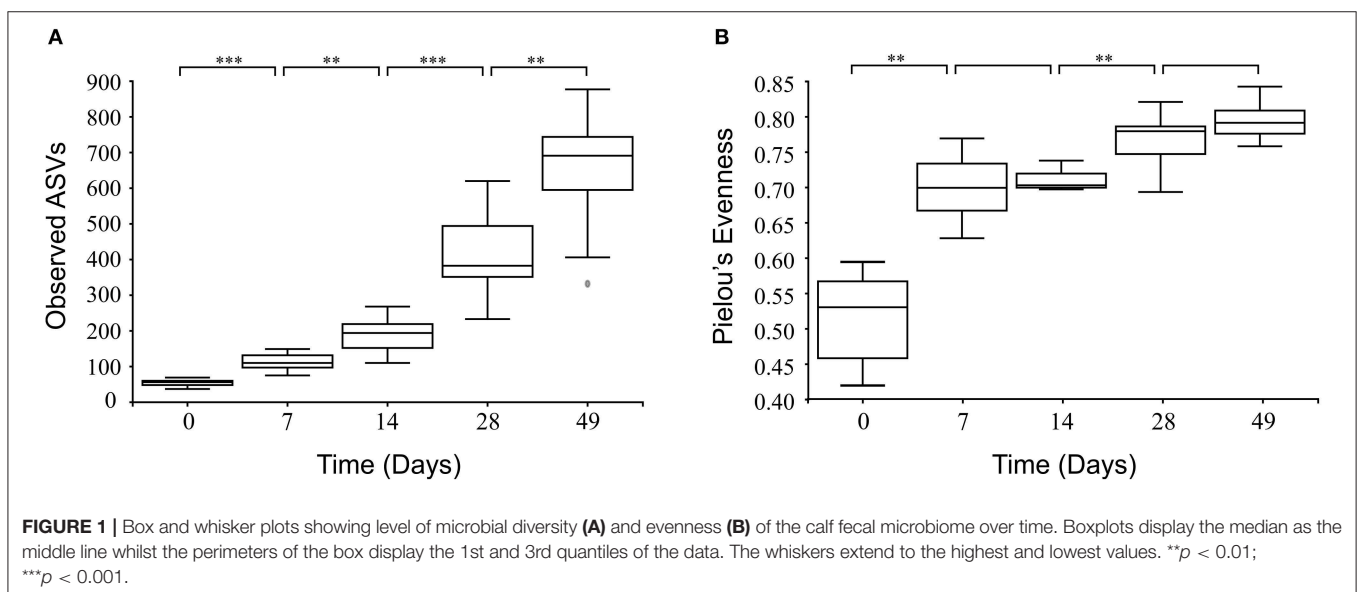 A
*** ** *** **
900
800
700
600
500
400
300
200
100
0
Observed ASVs
0 7 14 28 49
Time (Days)
B
** **
0.85
0.80
0.75
0.70
0.65
0.60
0.55
0.50
0.45
0.40
Pielou's Evenness
0 7 14 28 49
Time (Days)
FIGURE 1 | Box and whisker plots showing level of microbial diversity (A) and evenness (B) of the calf fecal microbiome over time. Boxplots display the median as the
middle line whilst the perimeters of the box display the 1st and 3rd quantiles of the data. The whiskers extend to the highest and lowest values. **p < 0.01;
***p < 0.001.